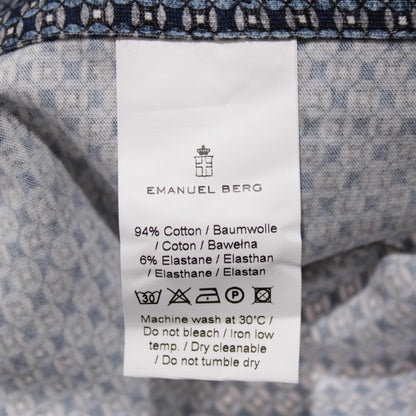 EMANUEL BERG
94% Cotton / Baumwolle
/ Coton / Bawełna
6% Elastane / Elasthan
/ Elasthane / Elastan
30 P
Machine wash at 30°C /
Do not bleach / Iron low
temp. / Dry cleanable
/ Do not tumble dry